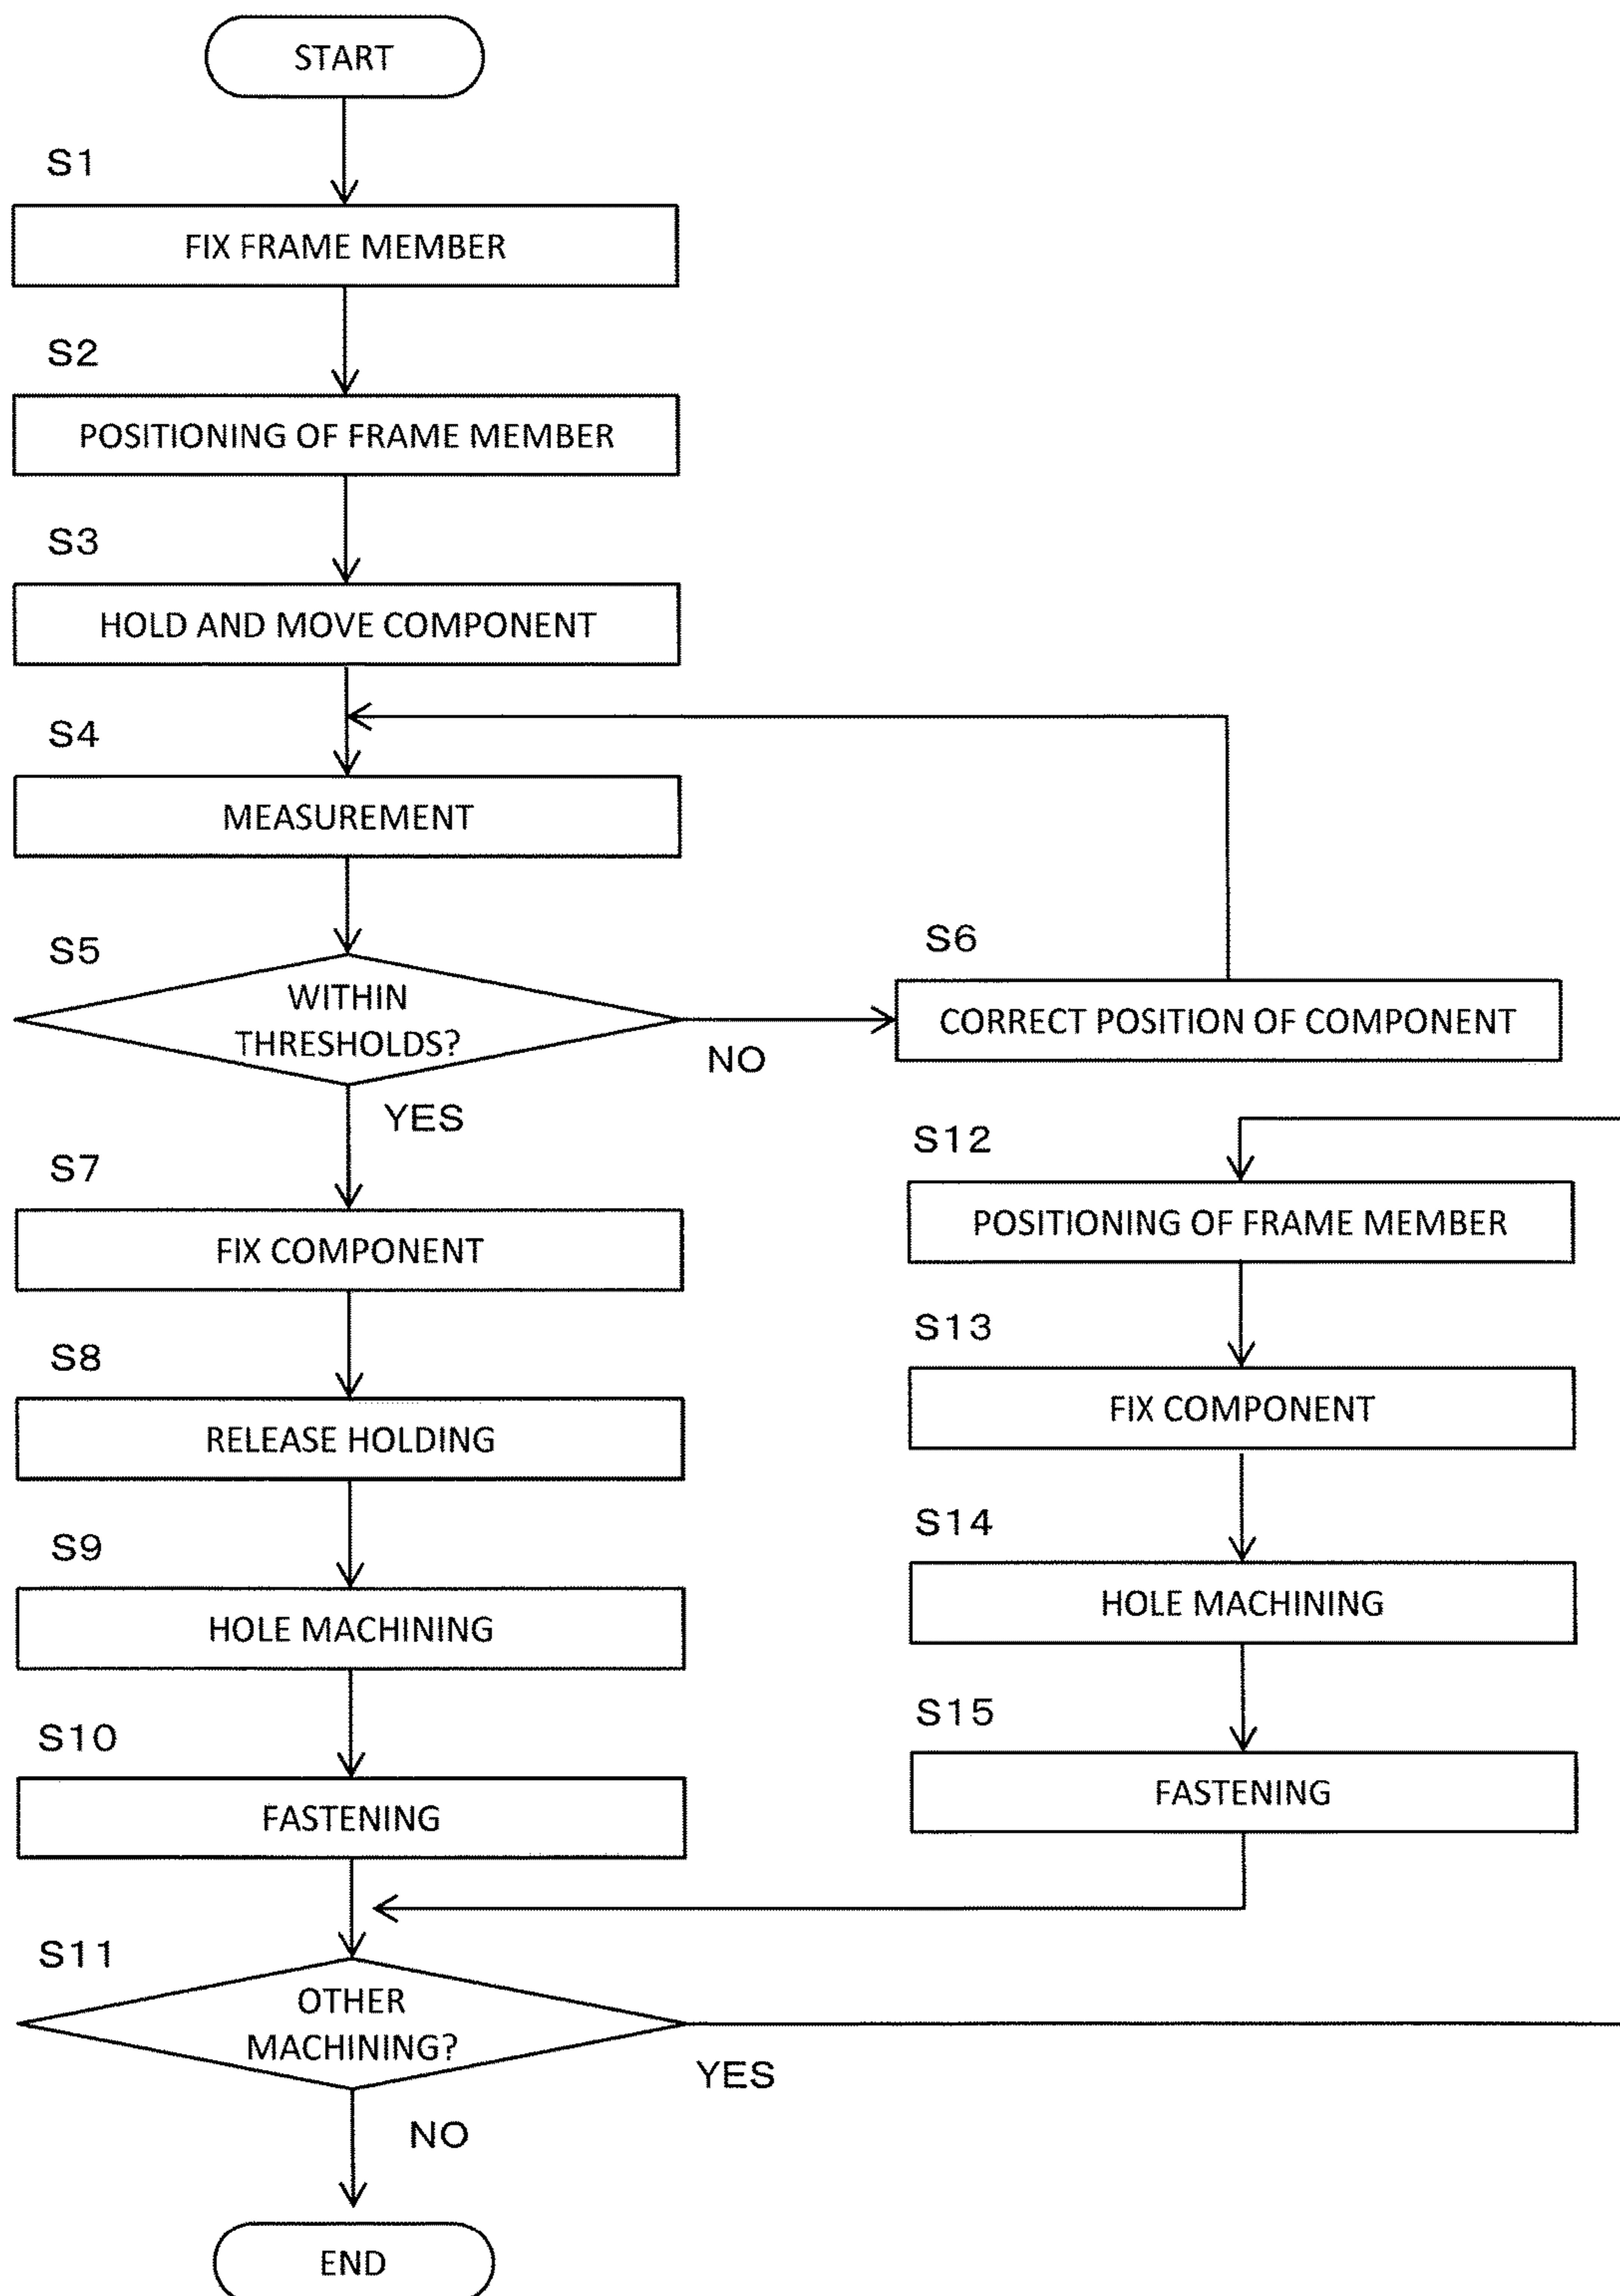 START
S1
FIX FRAME MEMBER
S2
POSITIONING OF FRAME MEMBER
S3
HOLD AND MOVE COMPONENT
S4
MEASUREMENT
S5
WITHIN
THRESHOLDS?
NO
YES
S6
CORRECT POSITION OF COMPONENT
S7
FIX COMPONENT
S8
RELEASE HOLDING
S9
HOLE MACHINING
S10
FASTENING
S11
OTHER
MACHINING?
YES
NO
S12
POSITIONING OF FRAME MEMBER
S13
FIX COMPONENT
S14
HOLE MACHINING
S15
FASTENING
END